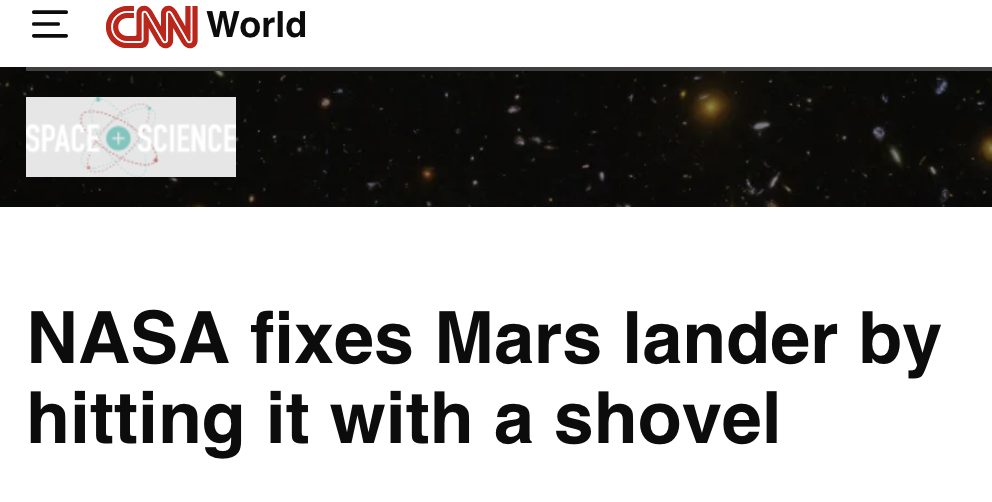 CNN World
SPACE + SCIENCE
NASA fixes Mars lander by
hitting it with a shovel